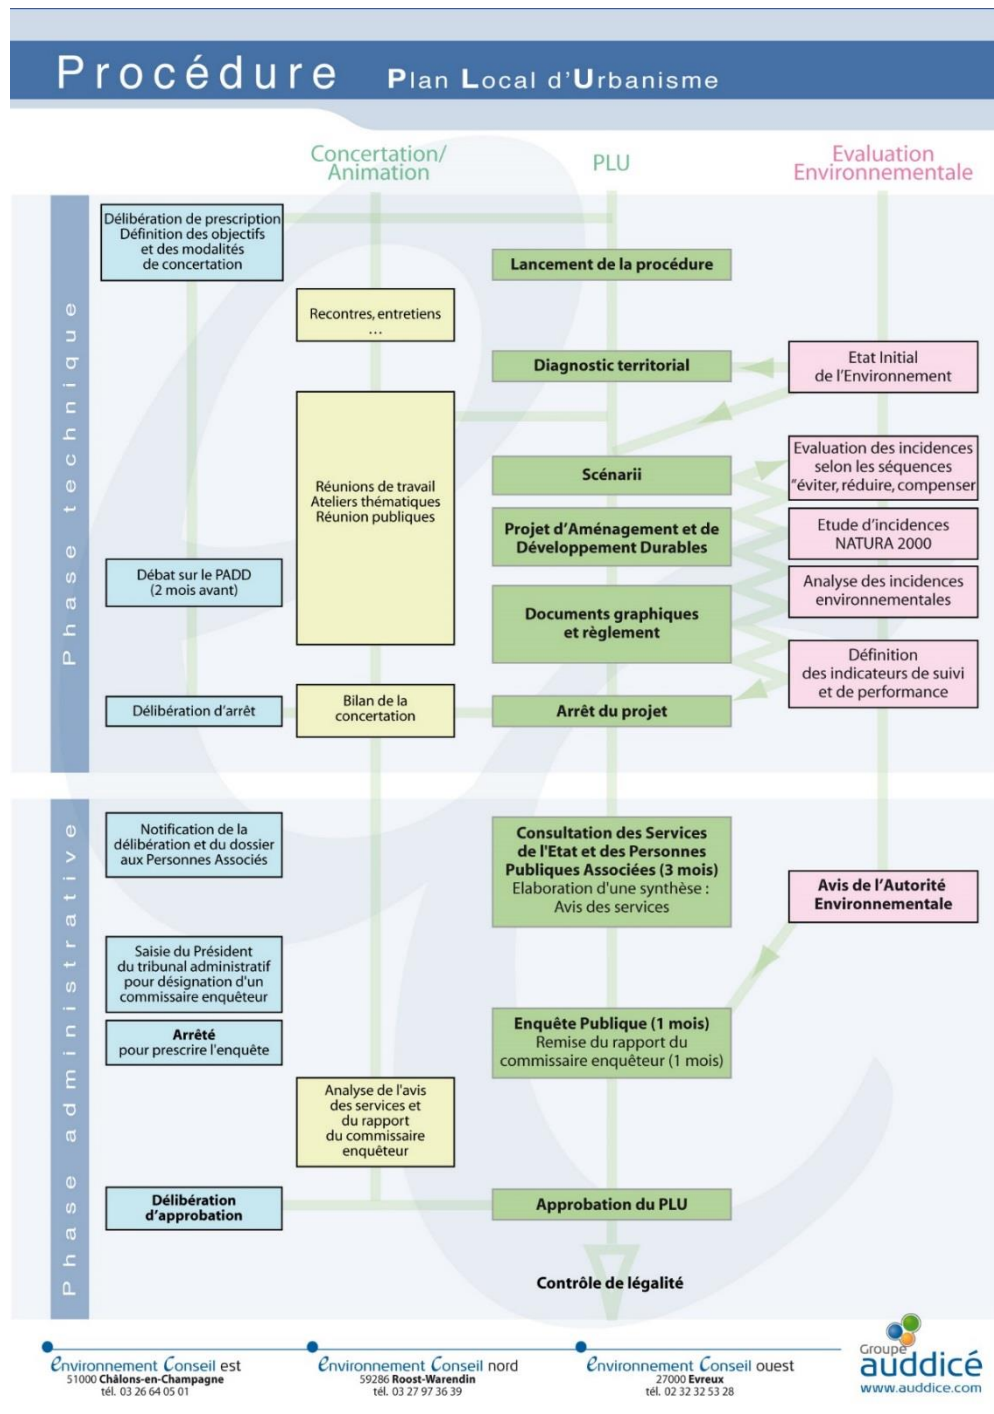 Procédure Plan Local d'Urbanisme
Concertation/
Animation
PLU
Evaluation
Environnementale
Phase technique
Délibération de prescription
Définition des objectifs
et des modalités
de concertation
Lancement de la procédure
Recontres, entretiens
...
Diagnostic territorial
Etat Initial
de l'Environnement
Réunions de travail
Ateliers thématiques
Réunion publiques
Scénarii
Evaluation des incidences
selon les séquences
"éviter, réduire, compenser
Projet d'Aménagement et de
Développement Durables
Etude d'incidences
NATURA 2000
Débat sur le PADD
(2 mois avant)
Documents graphiques
et règlement
Analyse des incidences
environnementales
Définition
des indicateurs de suivi
et de performance
Délibération d'arrêt
Bilan de la
concertation
Arrêt du projet
Phase administrative
Notification de la
délibération et du dossier
aux Personnes Associés
Consultation des Services
de l'Etat et des Personnes
Publiques Associées (3 mois)
Elaboration d'une synthèse :
Avis des services
Avis de l'Autorité
Environnementale
Saisie du Président
du tribunal administratif
pour désignation d'un
commissaire enquêteur
Arrêté
pour prescrire l'enquête
Enquête Publique (1 mois)
Remise du rapport du
commissaire enquêteur (1 mois)
Analyse de l'avis
des services et
du rapport
du commissaire
enquêteur
Délibération
d'approbation
Approbation du PLU
Contrôle de légalité
Environnement Conseil est
51000 Châlons-en-Champagne
tél. 03 26 64 05 01
Environnement Conseil nord
59286 Roost-Warendin
tél. 03 27 97 36 39
Environnement Conseil ouest
27000 Evreux
tél. 02 32 32 53 28
Groupe
auddicé
www.auddice.com